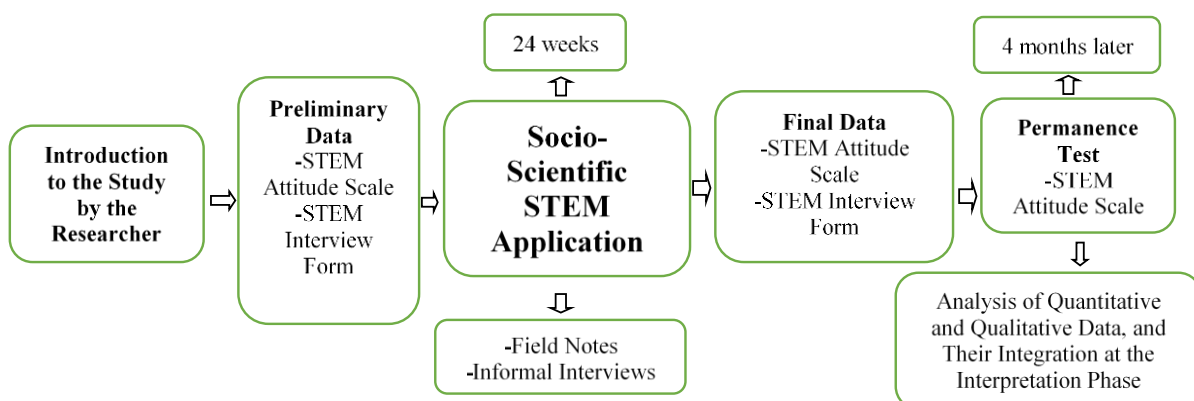 24 weeks
4 months later
Introduction
to the Study
by the
Researcher
Preliminary
Data
-STEM
Attitude Scale
-STEM
Interview
Form
Socio-
Scientific
STEM
Application
Final Data
-STEM Attitude
Scale
-STEM Interview
Form
Permanence
Test
-STEM
Attitude Scale
-Field Notes
-Informal Interviews
Analysis of Quantitative
and Qualitative Data, and
Their Integration at the
Interpretation Phase